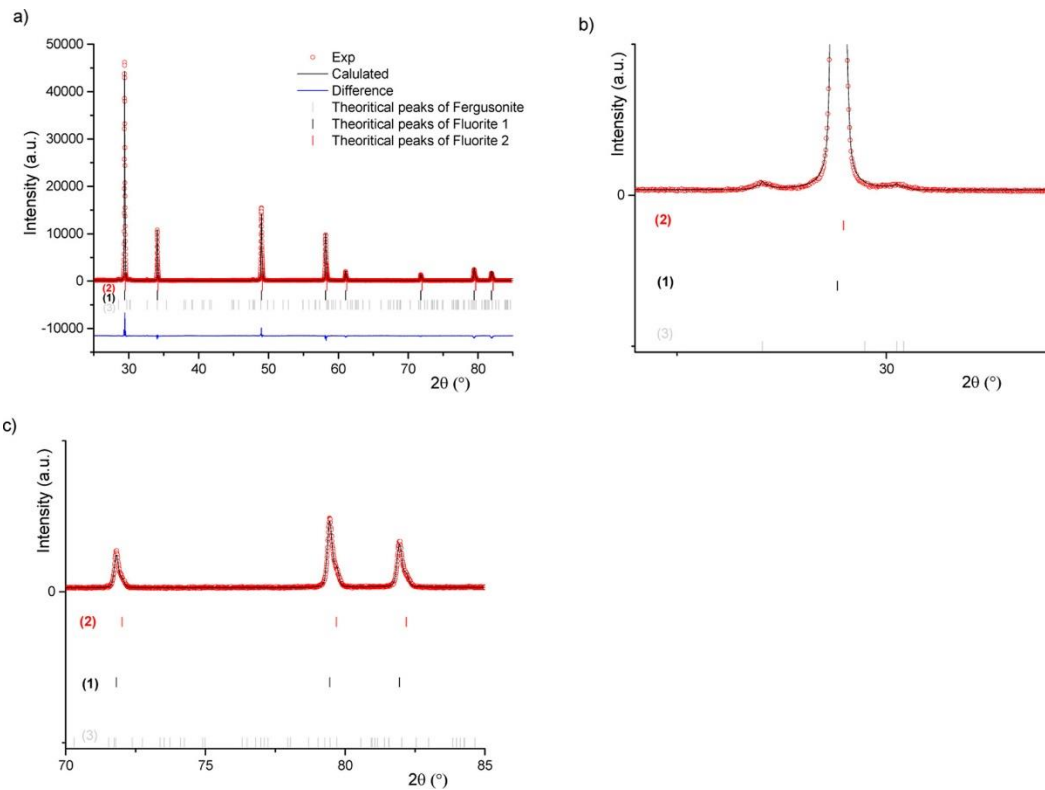 a)
50000
40000
30000
20000
10000
0
-10000
Intensity (a.u.)
Exp
Calulated
Difference
Theoritical peaks of Fergusonite
Theoritical peaks of Fluorite 1
Theoritical peaks of Fluorite 2
(2)
(1)
(3)
30 40 50 60 70 80
2θ (°)
b)
Intensity (a.u.)
0
(2)
(1)
(3)
30
2θ (°)
c)
Intensity (a.u.)
0
(2)
(1)
(3)
70 75 80 85
2θ (°)